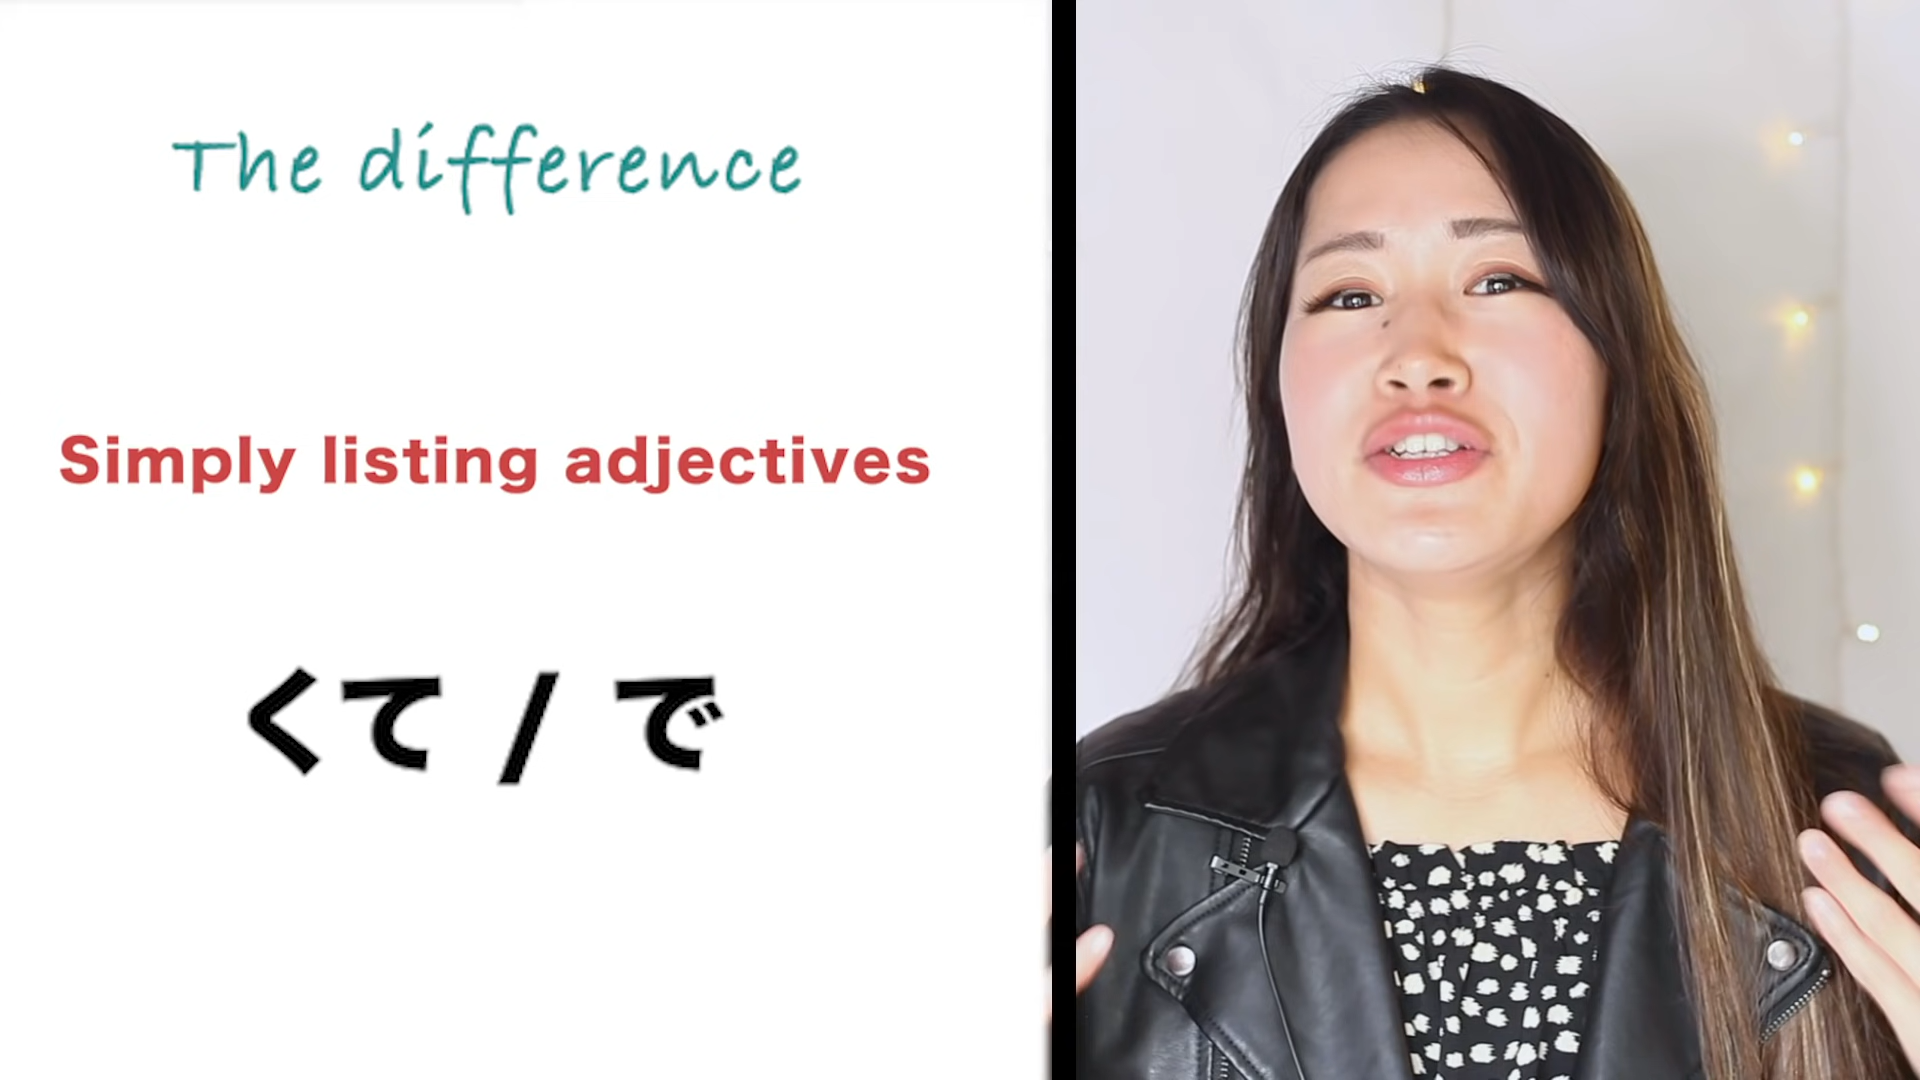 The difference
Simply listing adjectives
くて / で